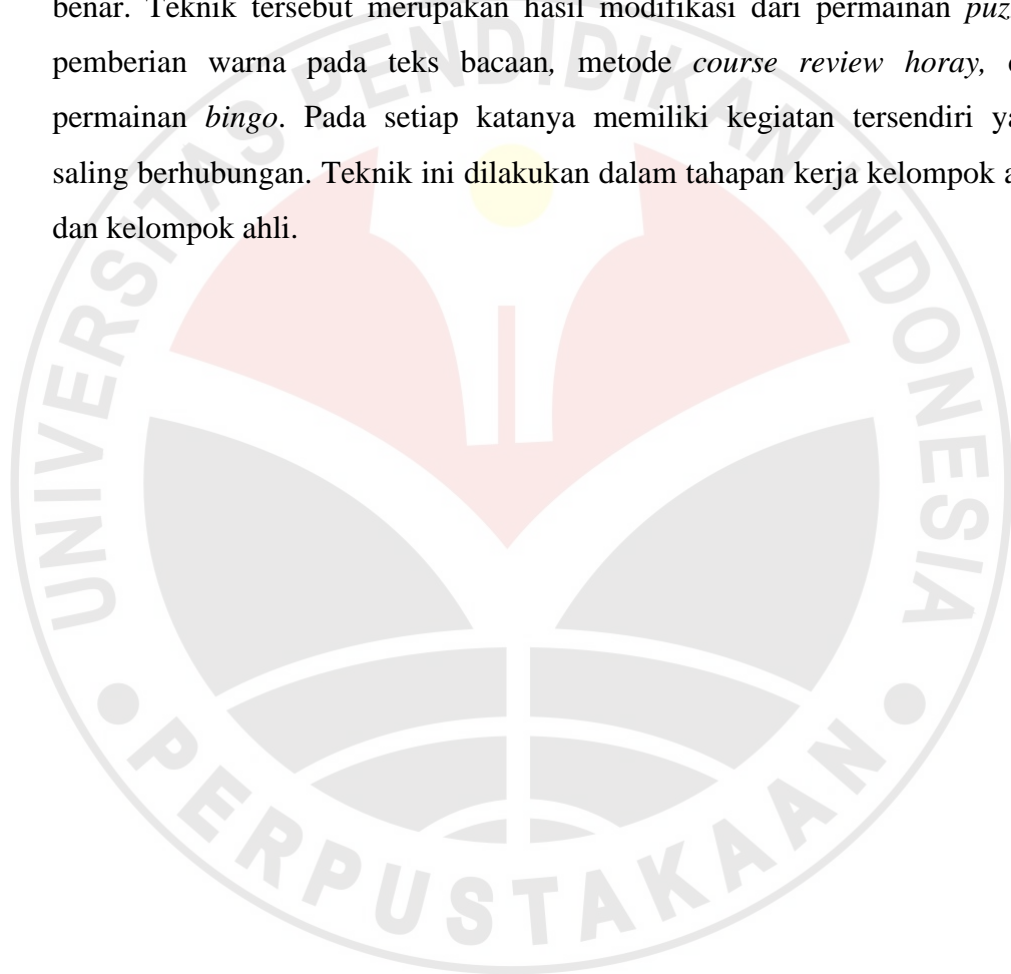 benar. Teknik tersebut merupakan hasil modifikasi dari permainan
pemberian warna pada teks bacaan, metode course review horay,
permainan bingo. Pada setiap katanya memiliki kegiatan tersendiri
saling berhubungan. Teknik ini dilakukan dalam tahapan kerja kelompok
dan kelompok ahli.
UNIVERSITAS PENDIDIKAN INDONESIA
PERPUSTAKAAN